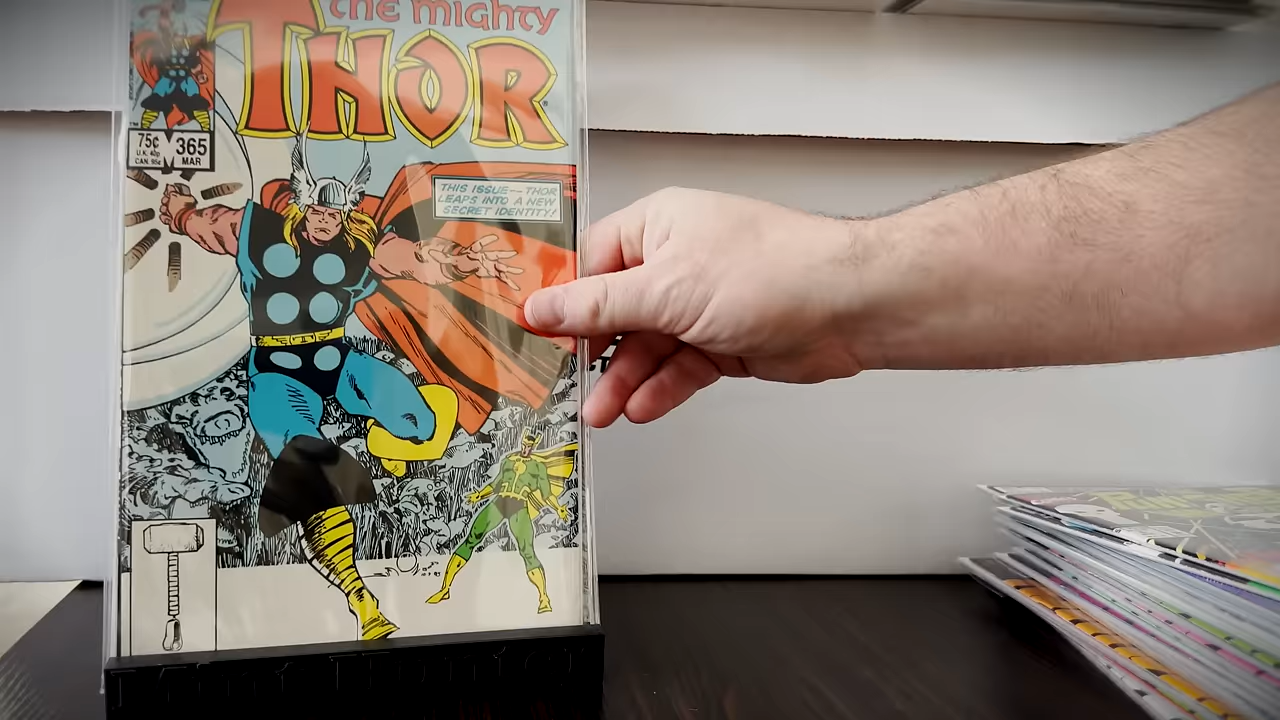 the mighty
THOR
75¢
U.K. 40p
CAN. 95¢
365
MAR
THIS ISSUE--THOR
LEAPS INTO A NEW
SECRET IDENTITY!